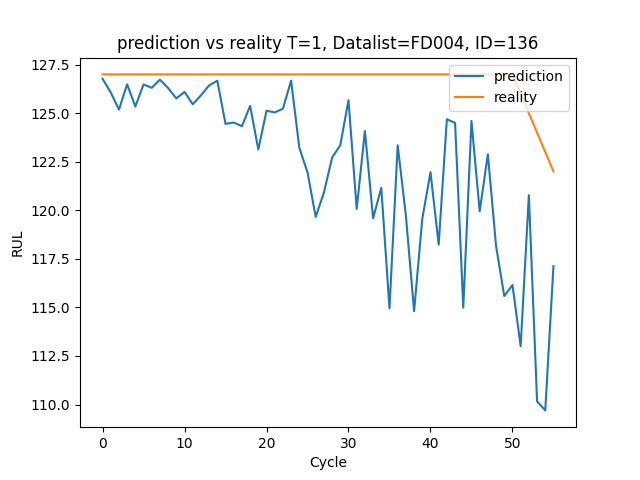 prediction vs reality T=1, Datalist=FD004, ID=136
127.5
125.0
122.5
120.0
117.5
115.0
112.5
110.0
RUL
prediction
reality
0
10
20
30
40
50
Cycle